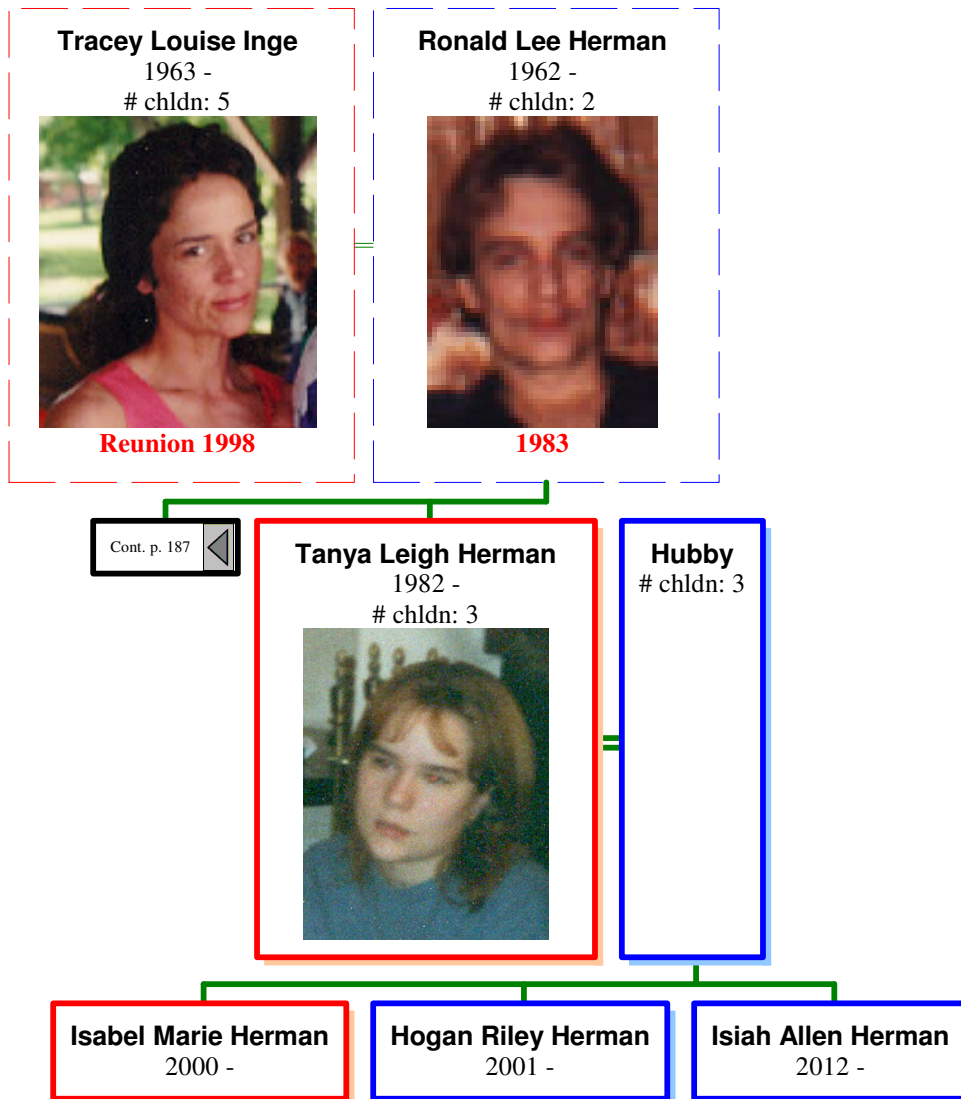 Tracey Louise Inge
1963 -
# chldn: 5
Reunion 1998
Ronald Lee Herman
1962 -
# chldn: 2
1983
Cont. p. 187
Tanya Leigh Herman
1982 -
# chldn: 3
Hubby
# chldn: 3
Isabel Marie Herman
2000 -
Hogan Riley Herman
2001 -
Isiah Allen Herman
2012 -